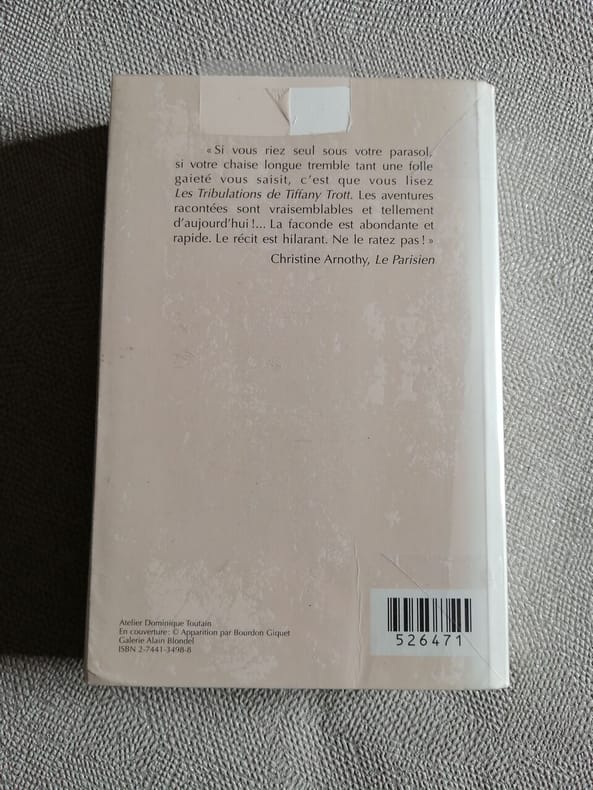 « Si vous riez seul sous votre parasol,
si votre chaise longue tremble tant une folle
gaieté vous saisit, c'est que vous lisez
Les Tribulations de Tiffany Trott. Les aventures
racontées sont vraisemblables et tellement
d'aujourd'hui !... La faconde est abondante et
rapide. Le récit est hilarant. Ne le ratez pas ! »
Christine Arnothy, Le Parisien
Atelier Dominique Toutain
En couverture : © Apparition par Bourdon Giquet
Galerie Alain Blondel
ISBN 2-7441-3498-8
526471